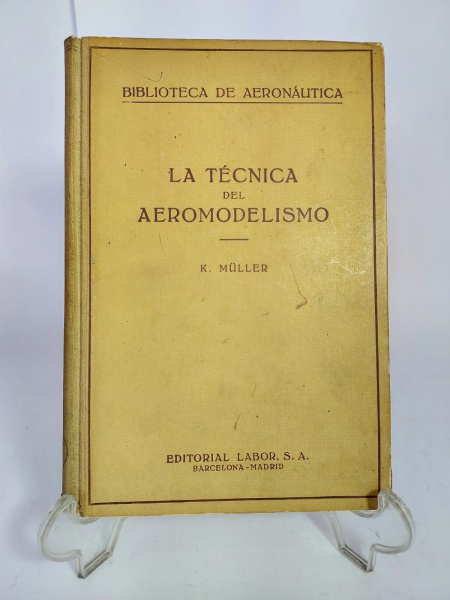 BIBLIOTECA DE AERONÁUTICA
LA TÉCNICA
DEL
AEROMODELISMO
K. MÜLLER
EDITORIAL LABOR, S. A.
BARCELONA-MADRID